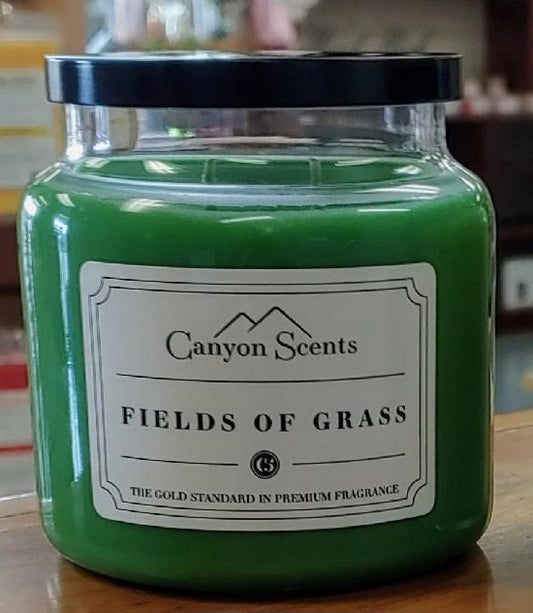 Canyon Scents
FIELDS OF GRASS
CS
THE GOLD STANDARD IN PREMIUM FRAGRANCE